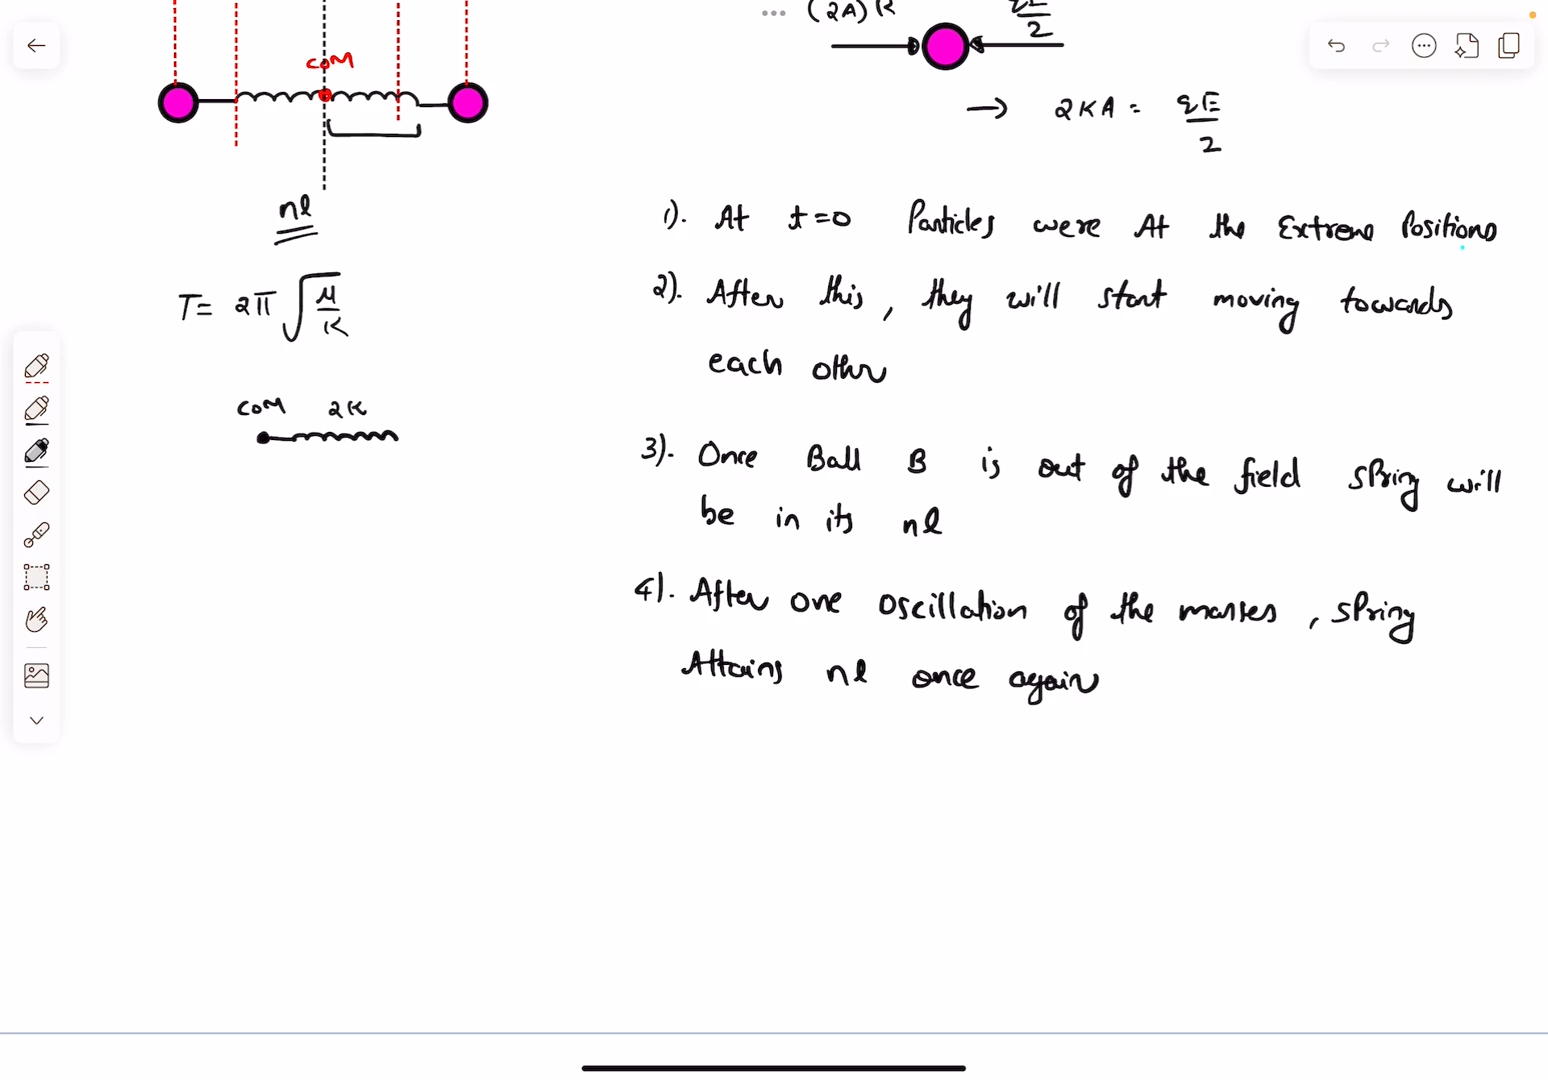 COM
nl
T= 2π √ μ/K
COM 2K
(2A) K
2
→ 2KA = qE/2
1). At t=0 Particles were At the Extreme Positions
2). After this, they will start moving towards
each other
3). Once Ball B is out of the field spring will
be in its nl
4). After one oscillation of the masses, spring
Attains nl once again